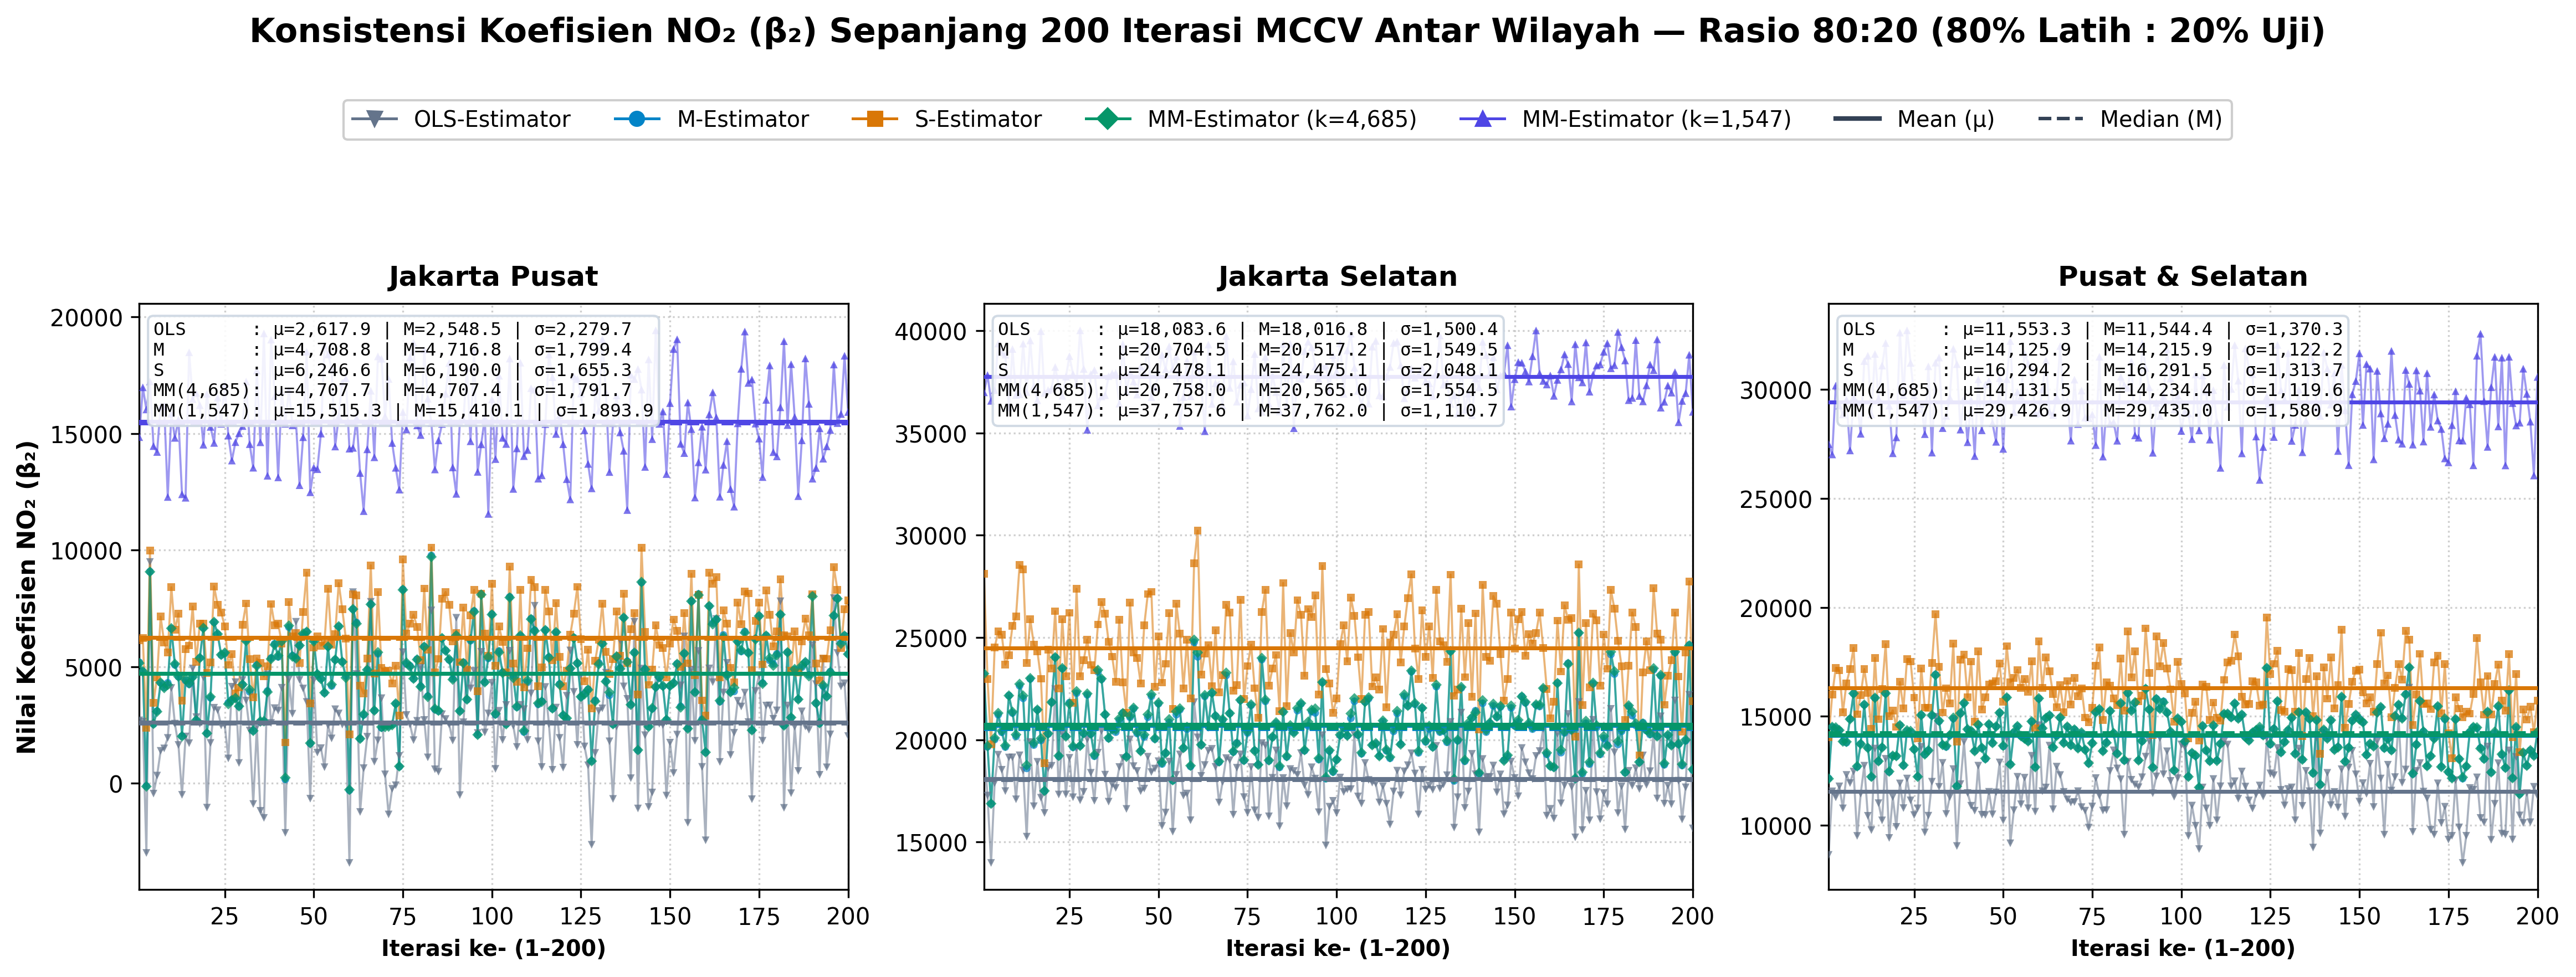 Konsistensi Koefisien NO₂ (β₂) Sepanjang 200 Iterasi MCCV Antar Wilayah — Rasio 80:20 (80% Latih : 20% Uji)
OLS-Estimator M-Estimator S-Estimator MM-Estimator (k=4,685) MM-Estimator (k=1,547) Mean (μ) Median (M)
Nilai Koefisien NO₂ (β₂)
Jakarta Pusat
OLS : μ=2,617.9 | M=2,548.5 | σ=2,279.7
M : μ=4,708.8 | M=4,716.8 | σ=1,799.4
S : μ=6,246.6 | M=6,190.0 | σ=1,655.3
MM(4,685): μ=4,707.7 | M=4,707.4 | σ=1,791.7
MM(1,547): μ=15,515.3 | M=15,410.1 | σ=1,893.9
20000
15000
10000
5000
0
25 50 75 100 125 150 175 200
Iterasi ke- (1–200)
Jakarta Selatan
OLS : μ=18,083.6 | M=18,016.8 | σ=1,500.4
M : μ=20,704.5 | M=20,517.2 | σ=1,549.5
S : μ=24,478.1 | M=24,475.1 | σ=2,048.1
MM(4,685): μ=20,758.0 | M=20,565.0 | σ=1,554.5
MM(1,547): μ=37,757.6 | M=37,762.0 | σ=1,110.7
40000
35000
30000
25000
20000
15000
25 50 75 100 125 150 175 200
Iterasi ke- (1–200)
Pusat & Selatan
OLS : μ=11,553.3 | M=11,544.4 | σ=1,370.3
M : μ=14,125.9 | M=14,215.9 | σ=1,122.2
S : μ=16,294.2 | M=16,291.5 | σ=1,313.7
MM(4,685): μ=14,131.5 | M=14,234.4 | σ=1,119.6
MM(1,547): μ=29,426.9 | M=29,435.0 | σ=1,580.9
30000
25000
20000
15000
10000
25 50 75 100 125 150 175 200
Iterasi ke- (1–200)